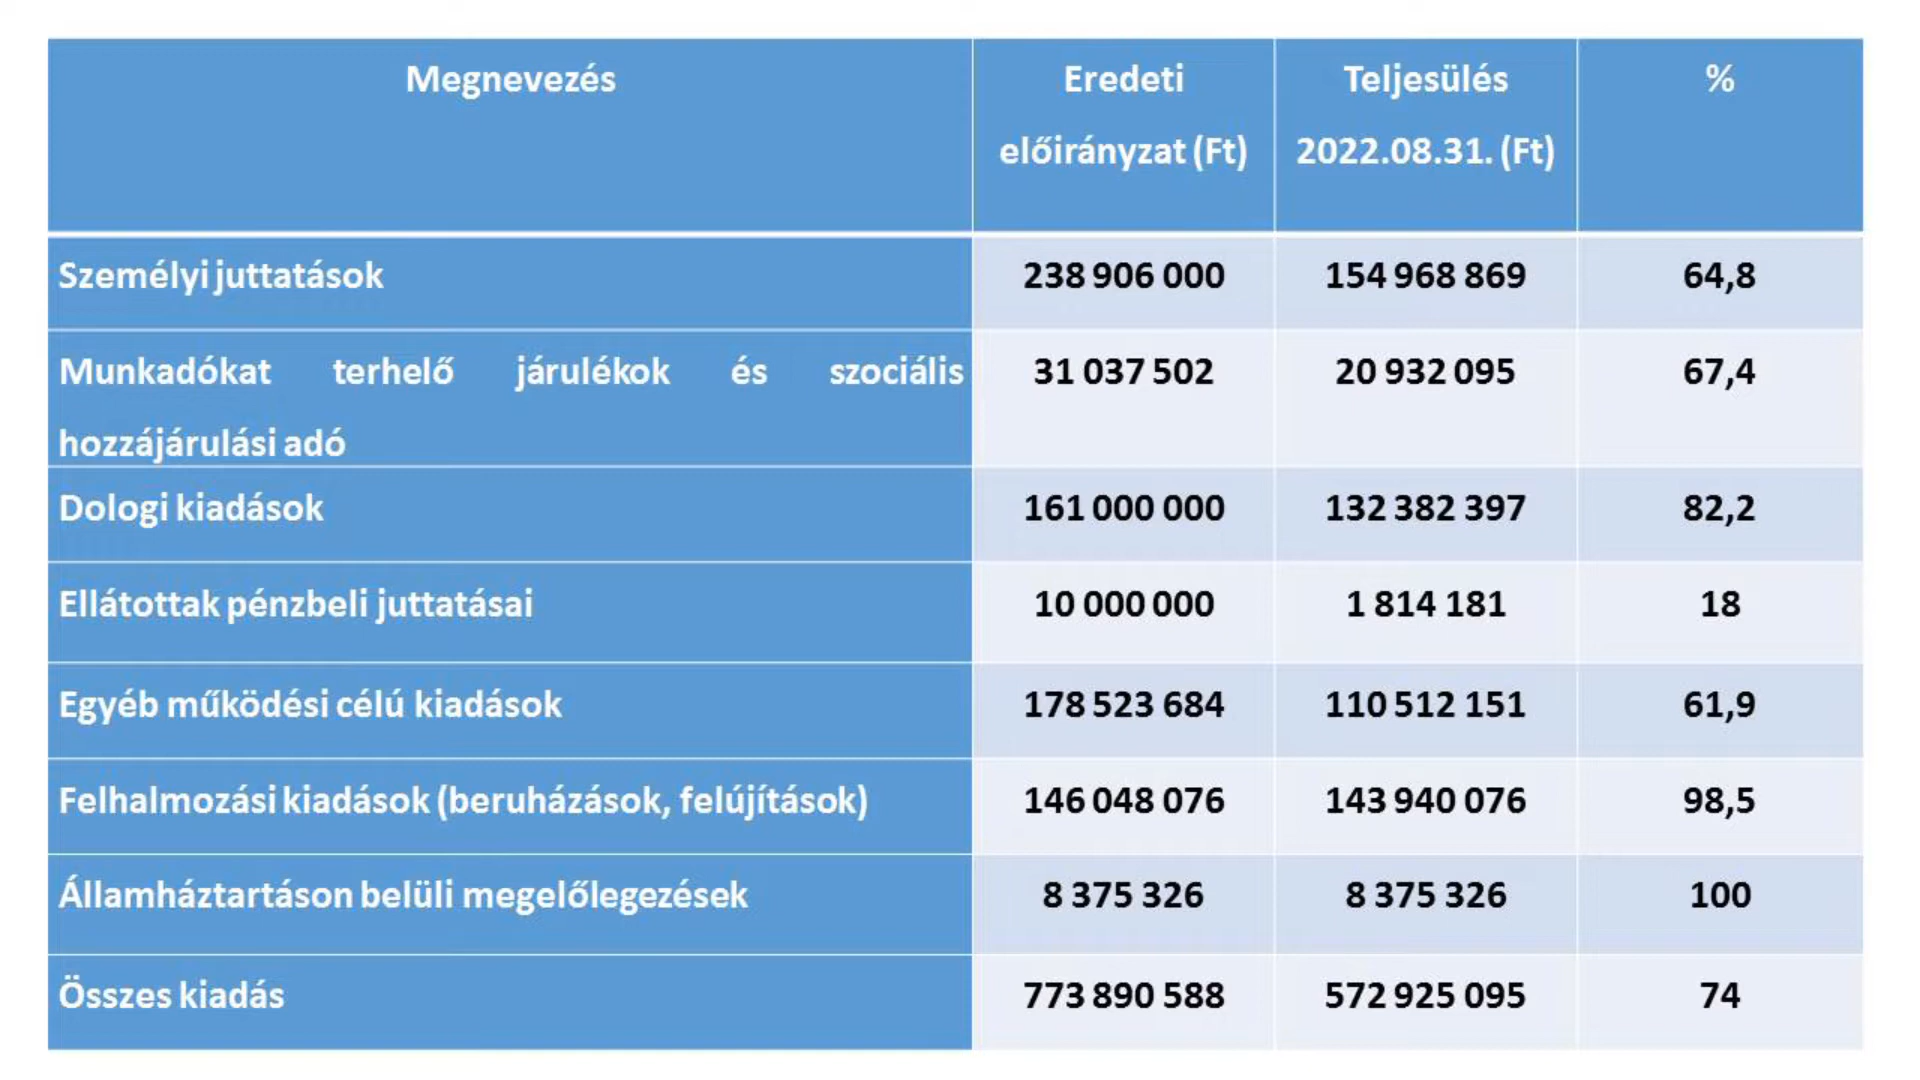 Megnevezés Eredeti előirányzat (Ft) Teljesülés 2022.08.31. (Ft) %
Személyi juttatások 238 906 000 154 968 869 64,8
Munkadókat terhelő járulékok és szociális hozzájárulási adó 31 037 502 20 932 095 67,4
Dologi kiadások 161 000 000 132 382 397 82,2
Ellátottak pénzbeli juttatásai 10 000 000 1 814 181 18
Egyéb működési célú kiadások 178 523 684 110 512 151 61,9
Felhalmozási kiadások (beruházások, felújítások) 146 048 076 143 940 076 98,5
Államháztartáson belüli megelőlegezések 8 375 326 8 375 326 100
Összes kiadás 773 890 588 572 925 095 74